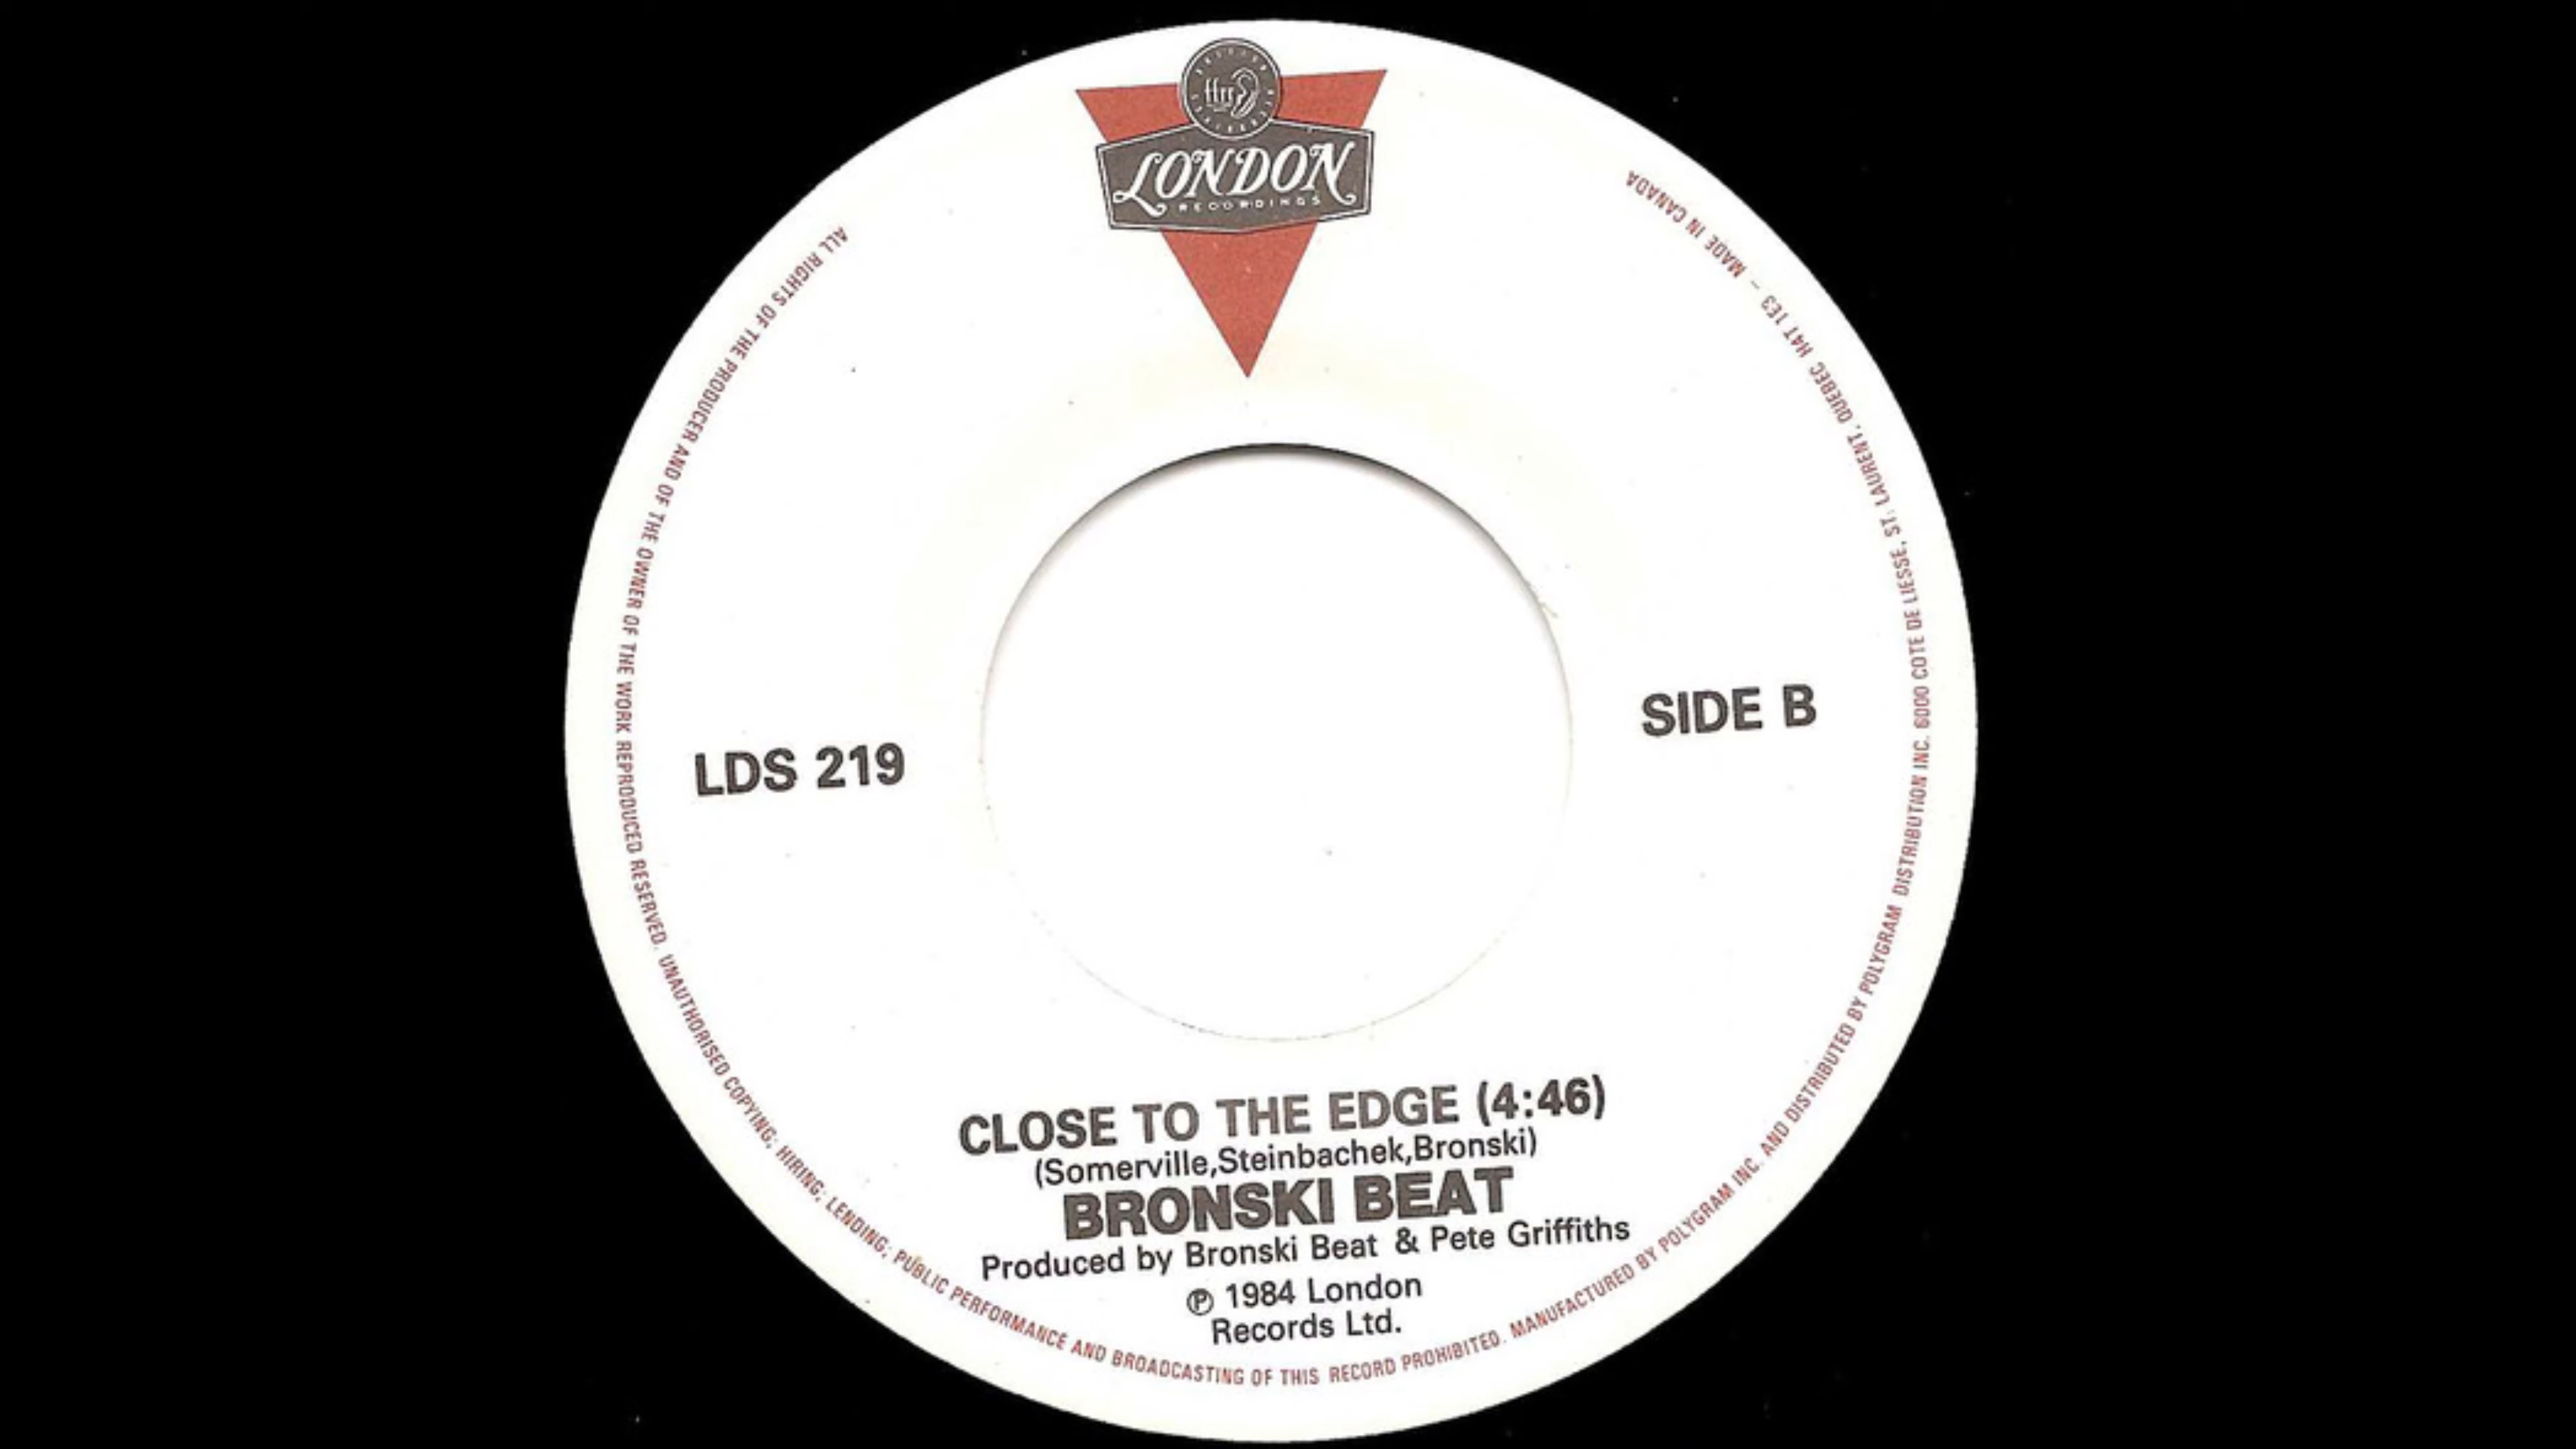 ffrr
LONDON
RECORDINGS
LDS 219
SIDE B
CLOSE TO THE EDGE (4:46)
(Somerville,Steinbachek,Bronski)
BRONSKI BEAT
Produced by Bronski Beat & Pete Griffiths
℗ 1984 London
Records Ltd.
ALL RIGHTS OF THE PRODUCER AND OF THE OWNER OF THE WORK REPRODUCED RESERVED. UNAUTHORISED COPYING; HIRING; LENDING; PUBLIC PERFORMANCE AND BROADCASTING OF THIS RECORD PROHIBITED. MANUFACTURED BY POLYGRAM INC. AND DISTRIBUTED BY POLYGRAM DISTRIBUTION INC. 6000 COTE DE LIESSE, ST. LAURENT, QUEBEC H4T 1E3 - MADE IN CANADA